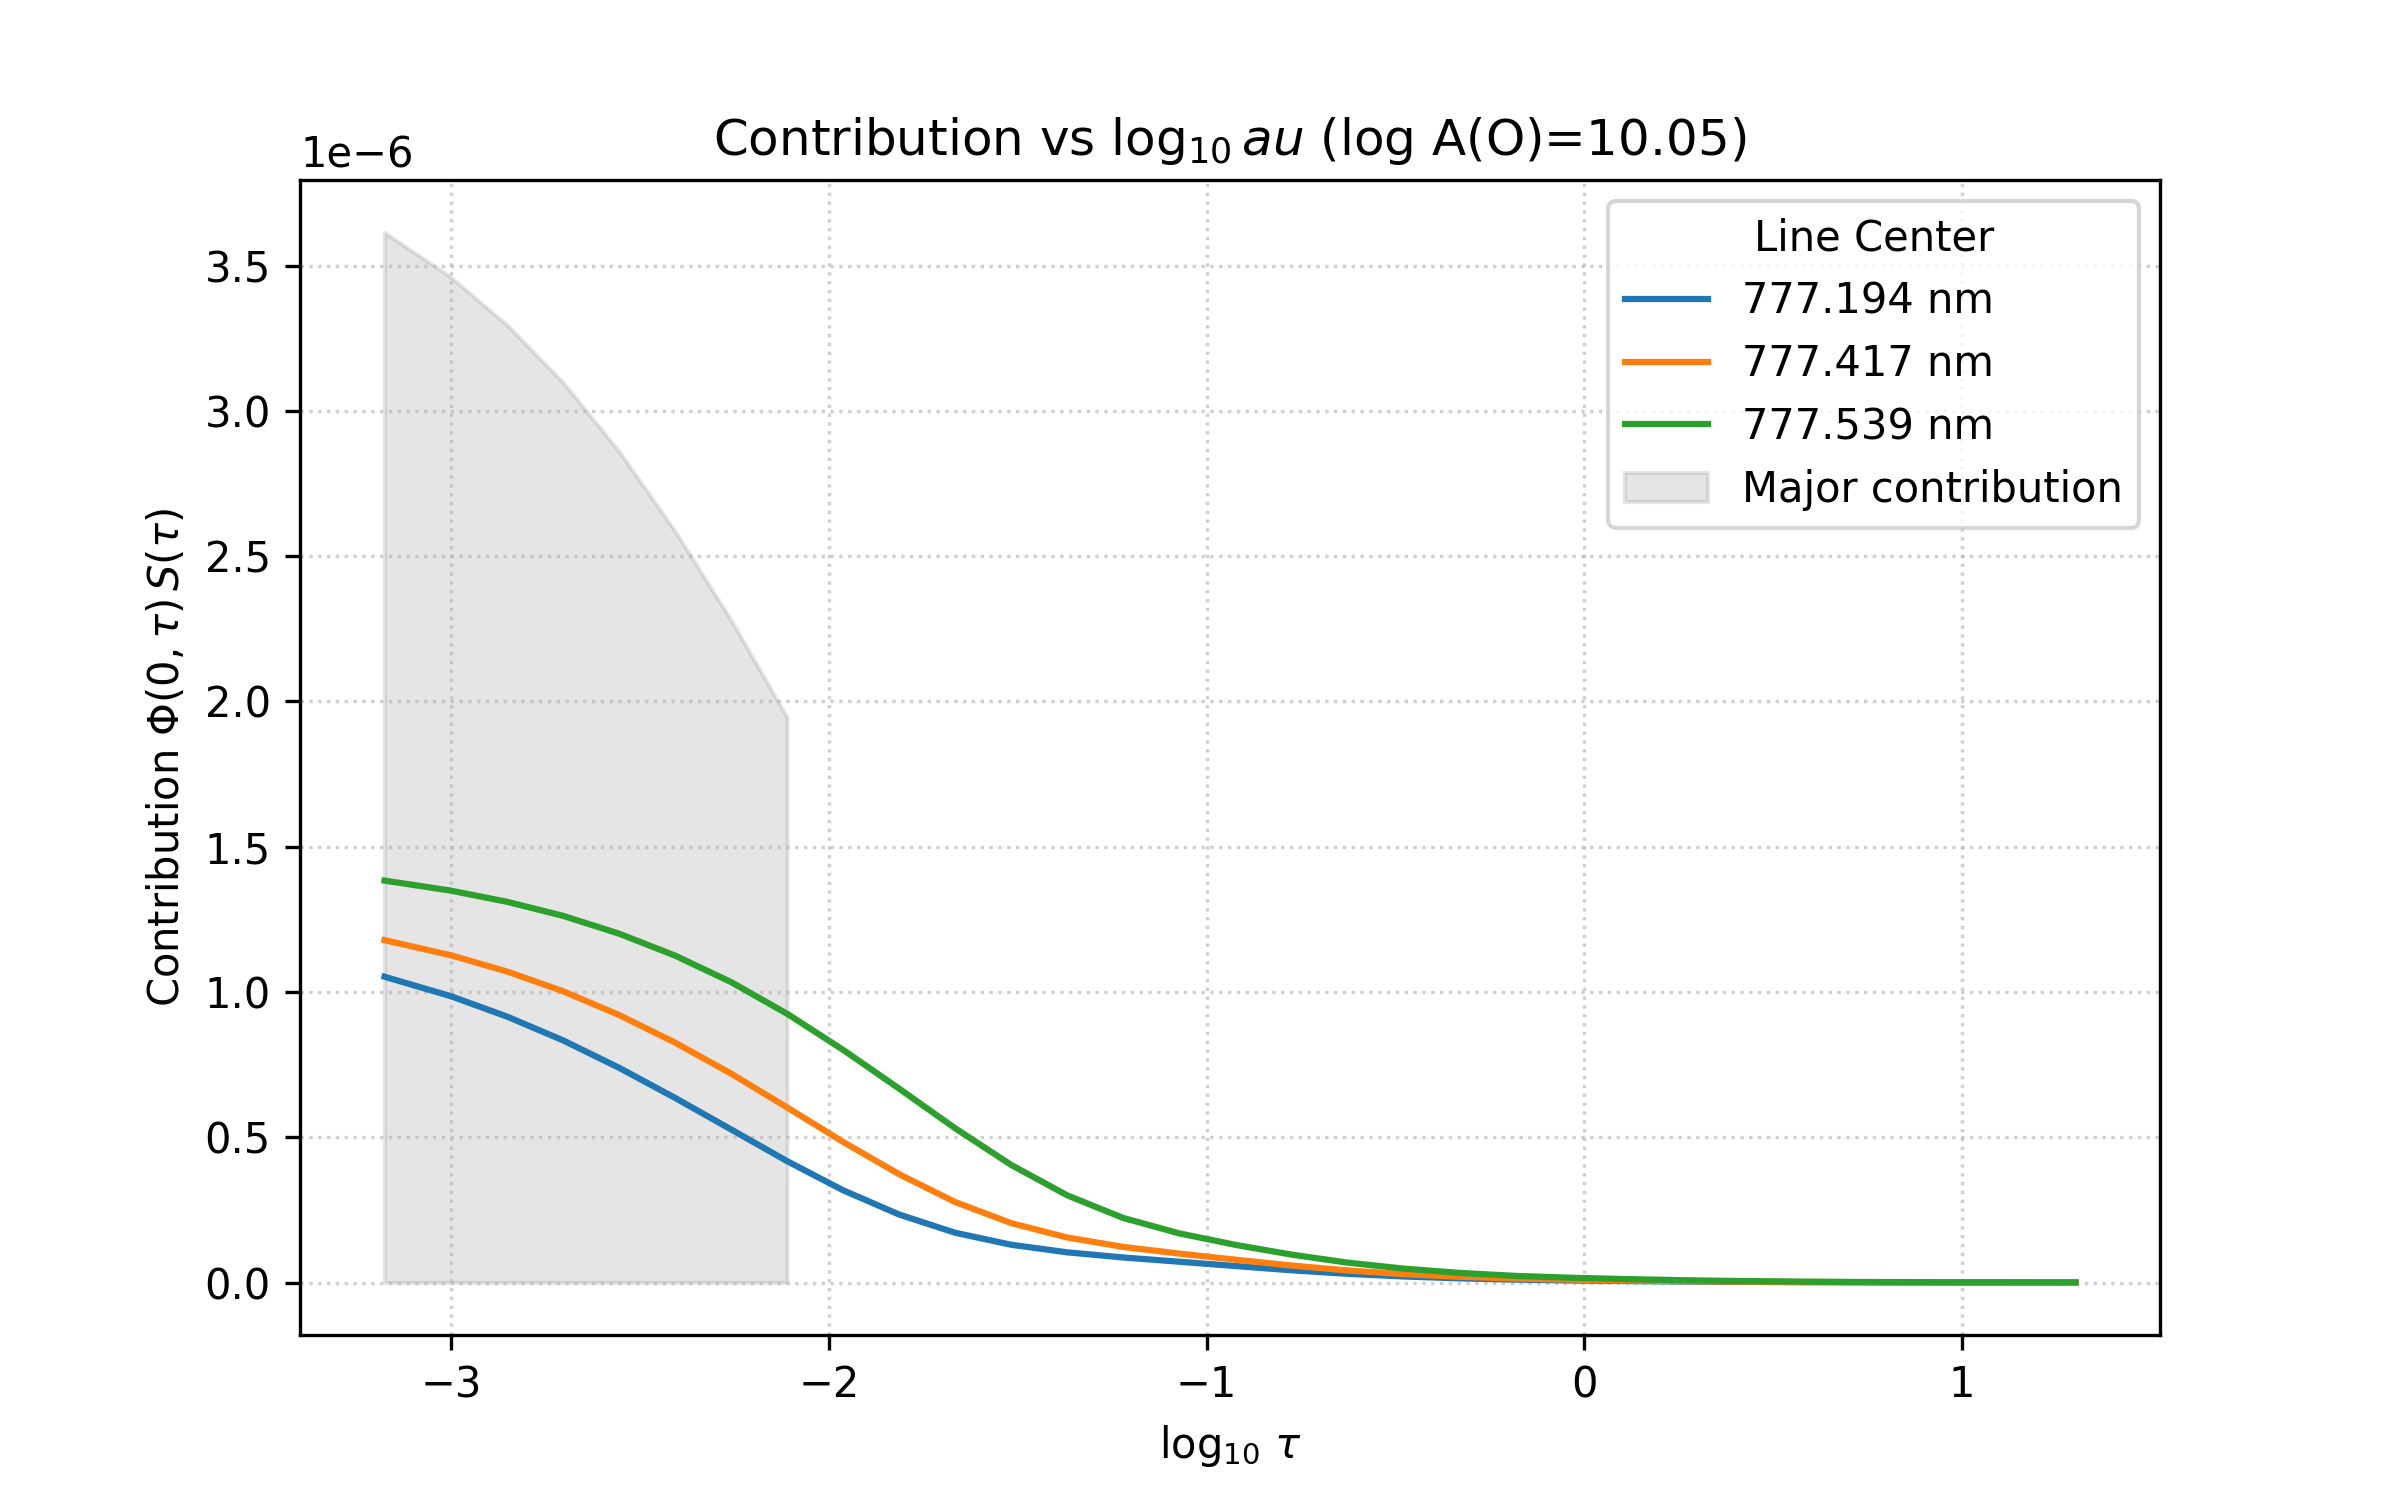 Contribution vs log₁₀ au (log A(O)=10.05)
1e−6
Line Center
777.194 nm
777.417 nm
777.539 nm
Major contribution
Contribution Φ(0, τ) S(τ)
3.5
3.0
2.5
2.0
1.5
1.0
0.5
0.0
−3 −2 −1 0 1
log₁₀ τ